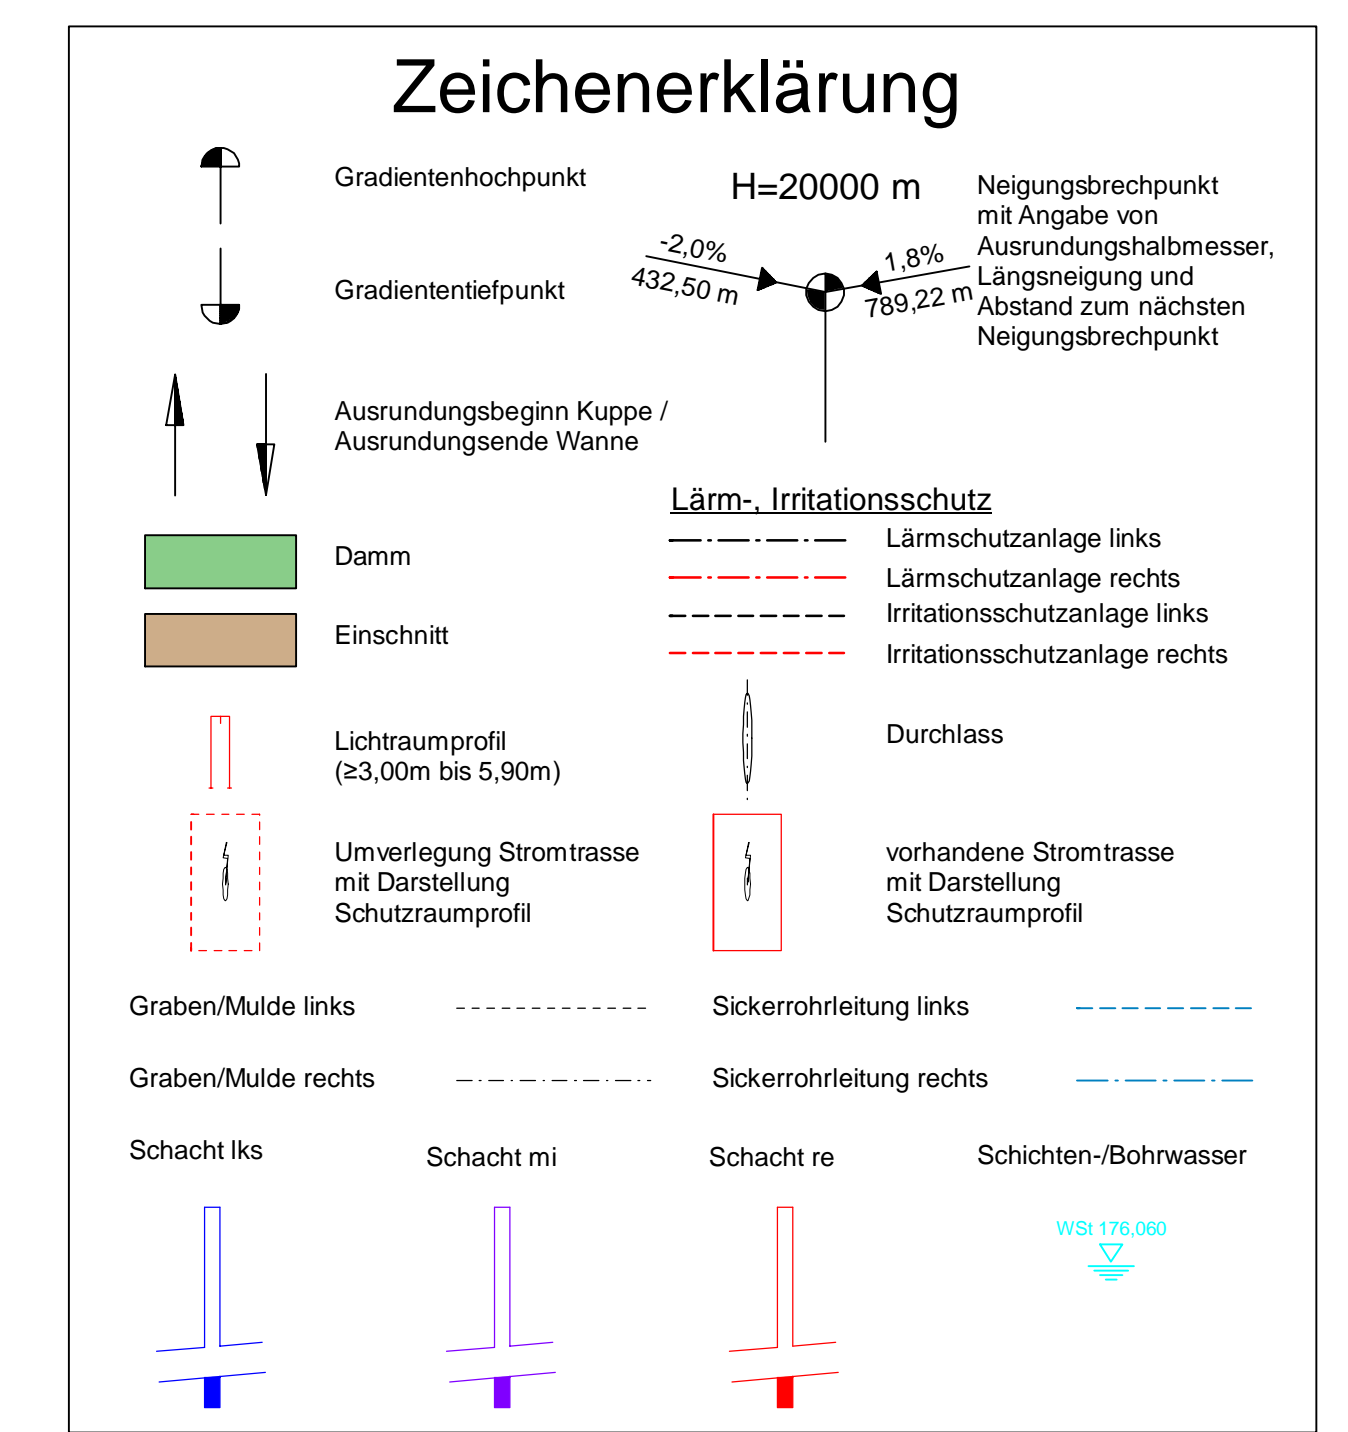 Zeichenerklärung
Gradientenhochpunkt
Gradiententiefpunkt
H=20000 m
-2,0%
432,50 m
1,8%
789,22 m
Neigungsbrechpunkt
mit Angabe von
Ausrundungshalbmesser,
Längsneigung und
Abstand zum nächsten
Neigungsbrechpunkt
Ausrundungsbeginn Kuppe /
Ausrundungsende Wanne
Damm
Einschnitt
Lärm-, Irritationsschutz
Lärmschutzanlage links
Lärmschutzanlage rechts
Irritationsschutzanlage links
Irritationsschutzanlage rechts
Lichtraumprofil
(≥3,00m bis 5,90m)
Durchlass
Umverlegung Stromtrasse
mit Darstellung
Schutzraumprofil
vorhandene Stromtrasse
mit Darstellung
Schutzraumprofil
Graben/Mulde links
Sickerrohrleitung links
Graben/Mulde rechts
Sickerrohrleitung rechts
Schacht lks
Schacht mi
Schacht re
Schichten-/Bohrwasser
WSt 176,060